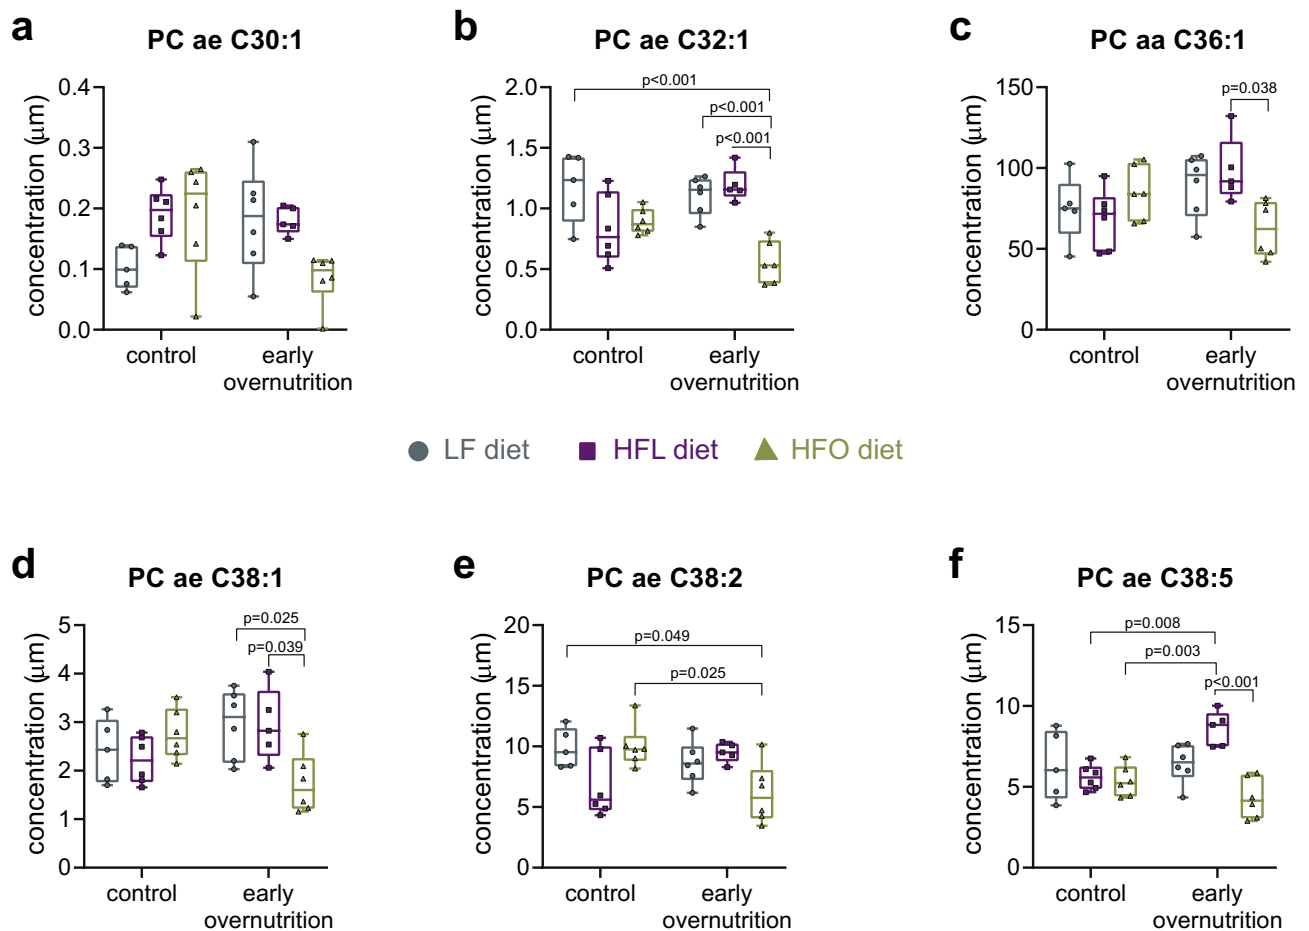 a
PC ae C30:1
concentration (μm)
0.4
0.3
0.2
0.1
0.0
control
early
overnutrition
b
PC ae C32:1
concentration (μm)
2.0
1.5
1.0
0.5
0.0
p<0.001
p<0.001
p<0.001
control
early
overnutrition
c
PC aa C36:1
concentration (μm)
150
100
50
0
p=0.038
control
early
overnutrition
LF diet
HFL diet
HFO diet
d
PC ae C38:1
concentration (μm)
5
4
3
2
1
0
p=0.025
p=0.039
control
early
overnutrition
e
PC ae C38:2
concentration (μm)
20
15
10
5
0
p=0.049
p=0.025
control
early
overnutrition
f
PC ae C38:5
concentration (μm)
15
10
5
0
p=0.008
p=0.003
p<0.001
control
early
overnutrition